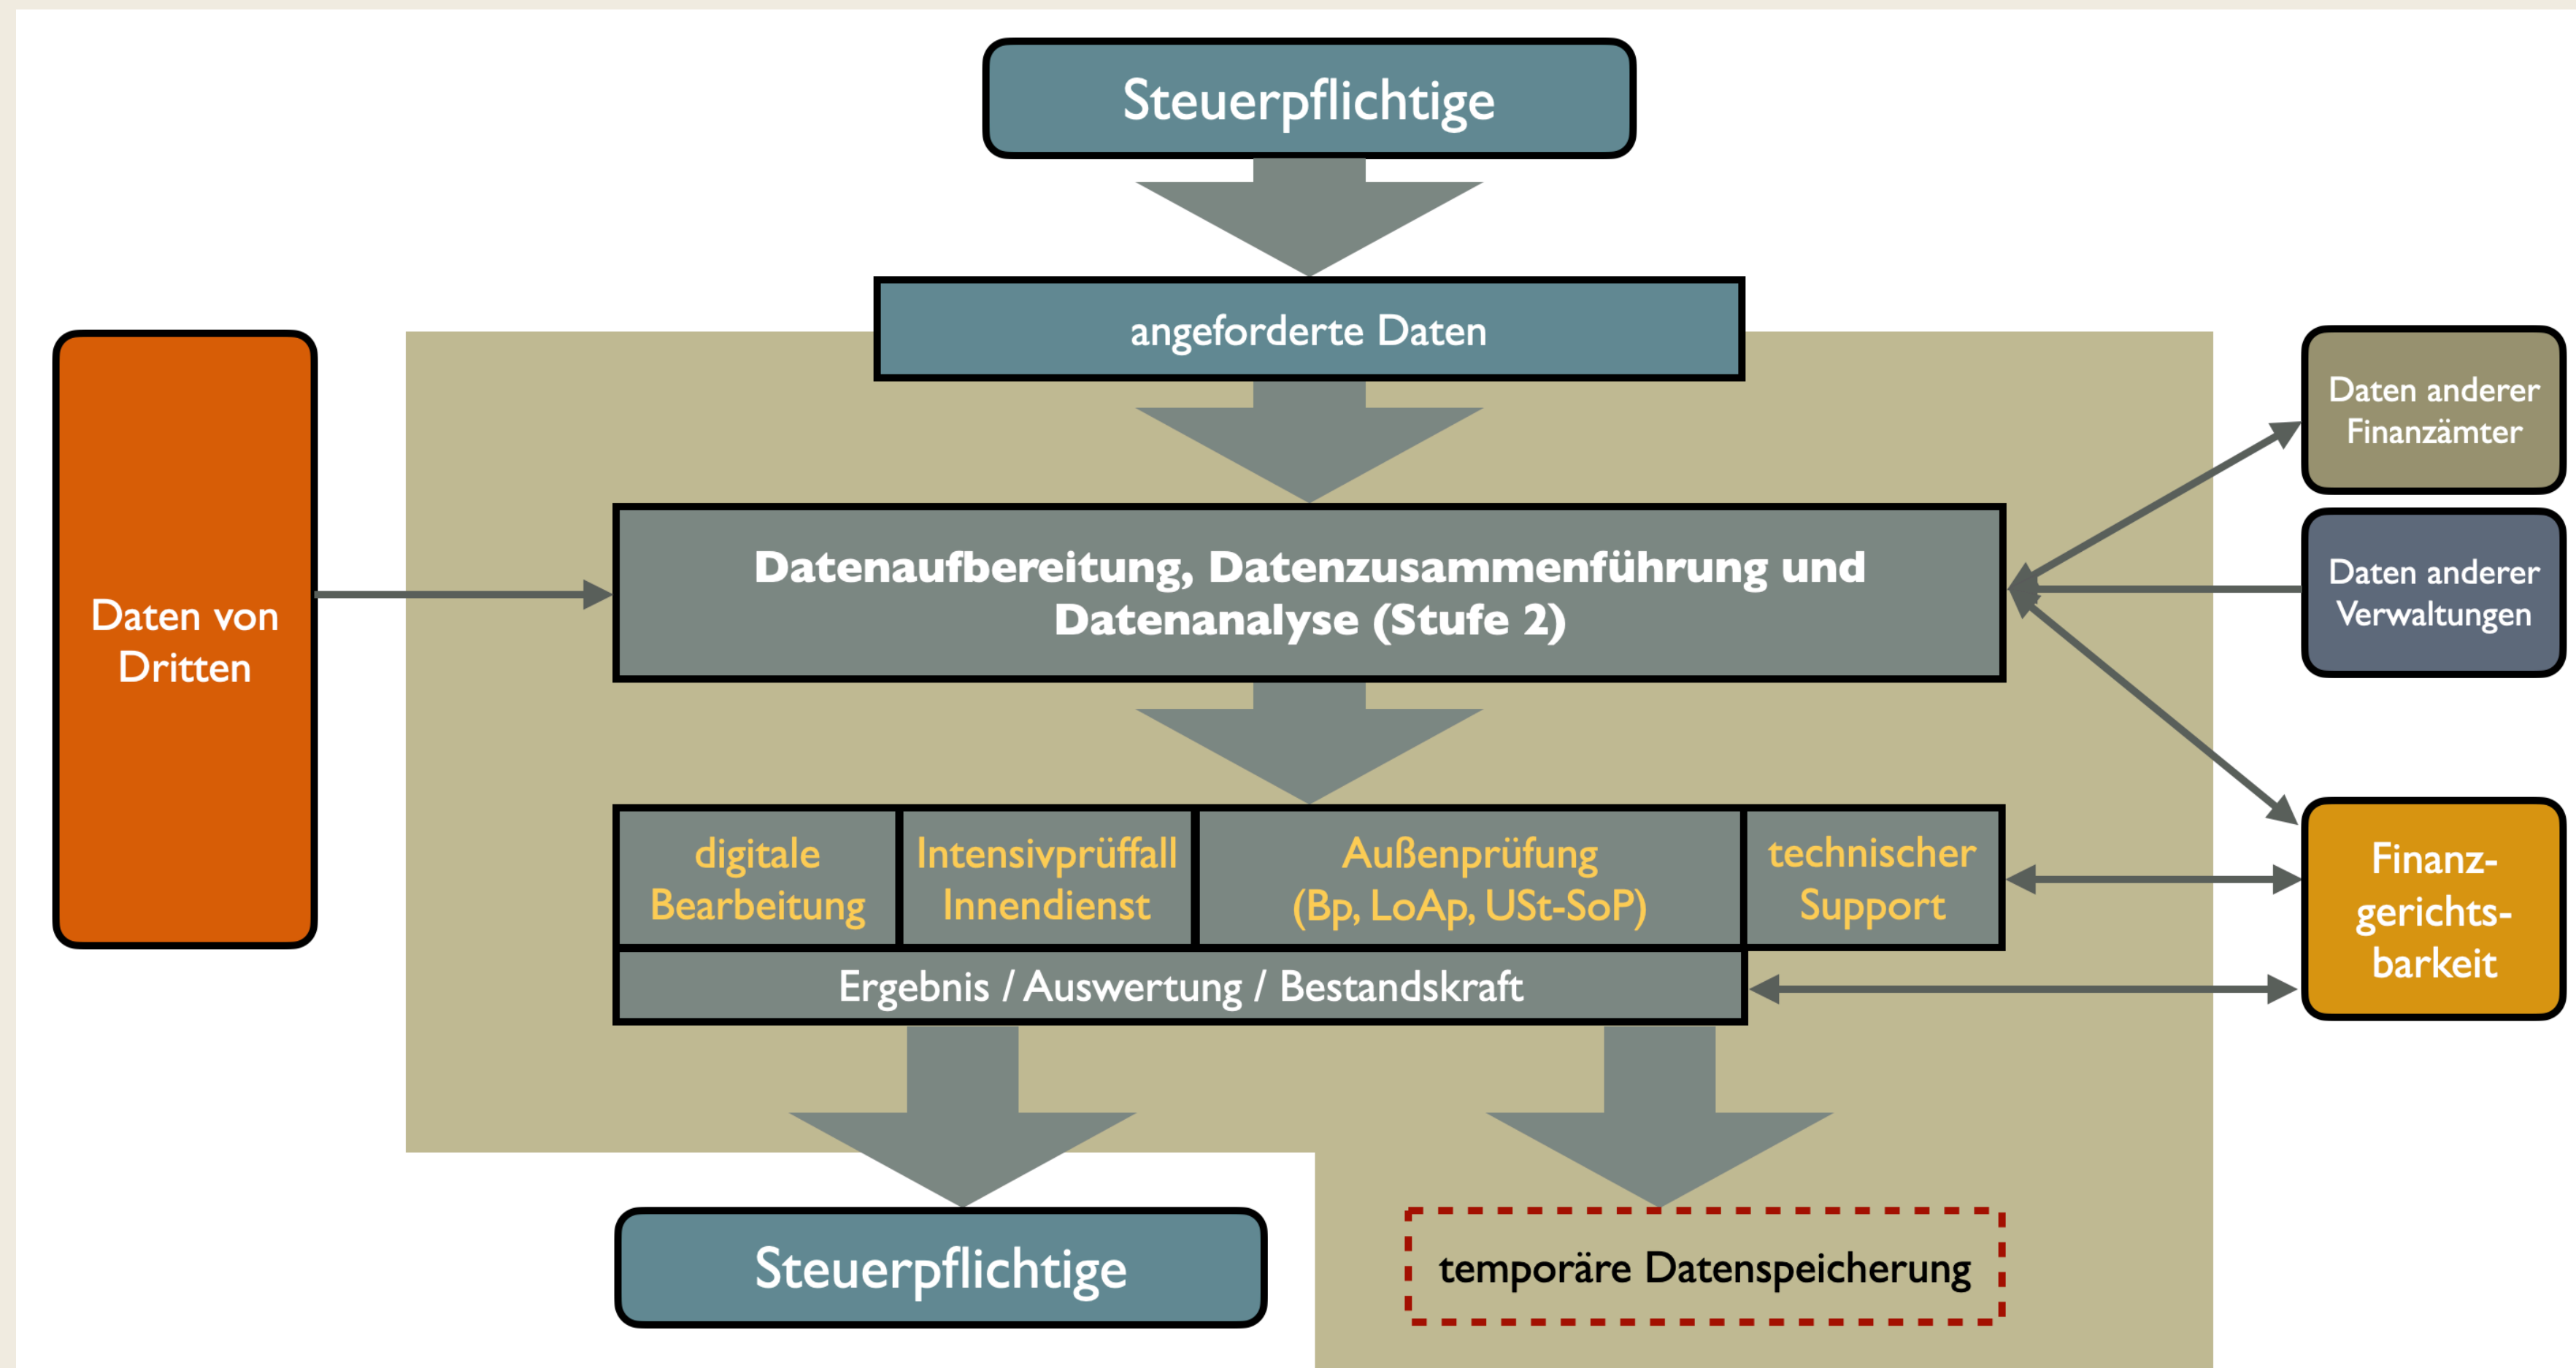 Steuerpflichtige
angeforderte Daten
Daten von
Dritten
Daten anderer
Finanzämter
Datenaufbereitung, Datenzusammenführung und
Datenanalyse (Stufe 2)
Daten anderer
Verwaltungen
digitale
Bearbeitung
Intensivprüffall
Innendienst
Außenprüfung
(Bp, LoAp, USt-SoP)
technischer
Support
Finanz-
gerichts-
barkeit
Ergebnis / Auswertung / Bestandskraft
Steuerpflichtige
temporäre Datenspeicherung